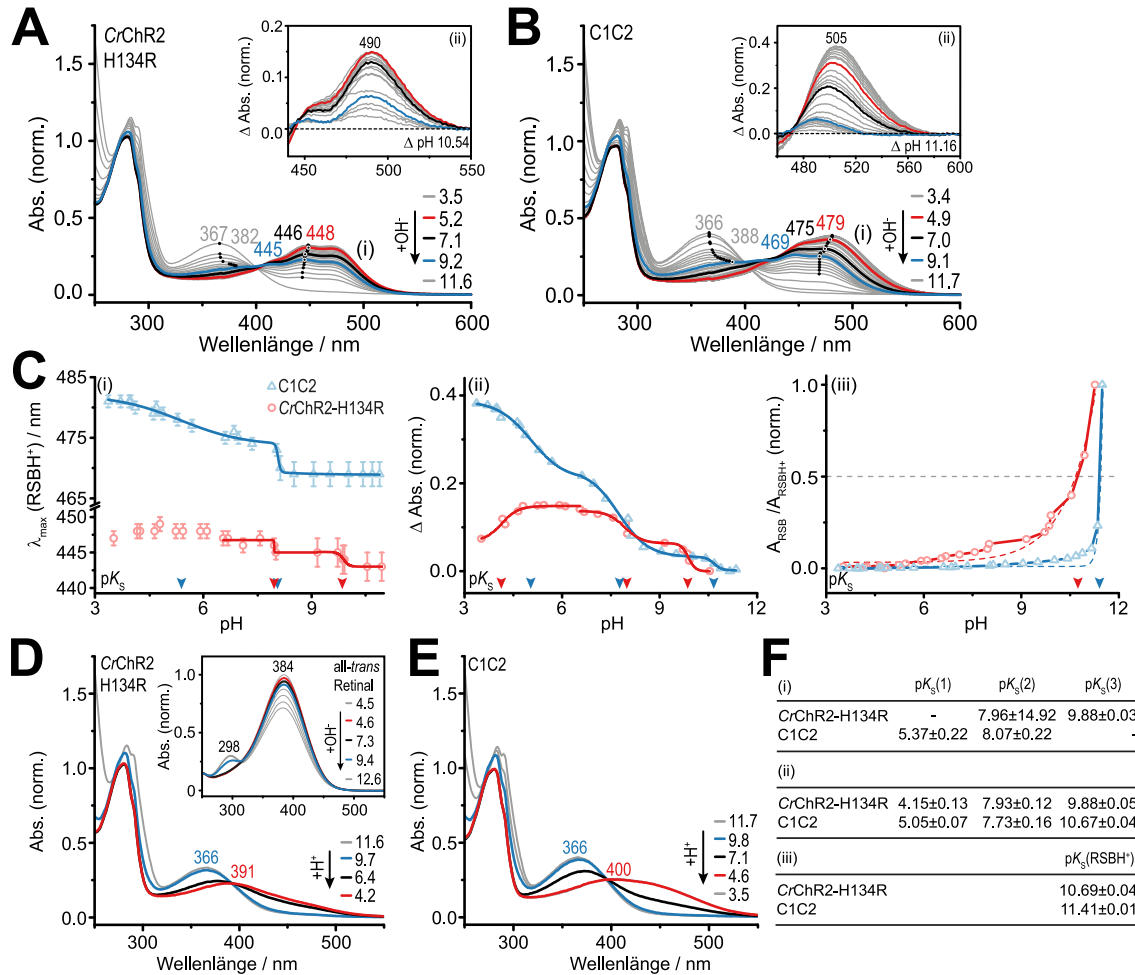 A
CrChR2
H134R
Abs. (norm.)
1.5
1.0
0.5
0.0
300
400
500
600
Wellenlänge / nm
367
382
445
446
448
(i)
+OH-
3.5
5.2
7.1
9.2
11.6
(ii)
490
Δ Abs. (norm.)
0.2
0.1
0.0
Δ pH 10.54
450
500
550
B
C1C2
Abs. (norm.)
1.5
1.0
0.5
0.0
300
400
500
600
Wellenlänge / nm
366
388
469
475
479
(i)
+OH-
3.4
4.9
7.0
9.1
11.7
(ii)
505
Δ Abs. (norm.)
0.4
0.2
0.0
Δ pH 11.16
480
520
560
600
C
(i)
C1C2
CrChR2-H134R
λmax (RSBH+) / nm
485
475
465
450
445
440
pKS
3
6
9
pH
(ii)
Δ Abs. (norm.)
0.4
0.2
0.0
pKS
3
6
9
12
pH
(iii)
ARSB /ARSBH+ (norm.)
1.0
0.5
0.0
pKS
3
6
9
12
pH
D
CrChR2
H134R
Abs. (norm.)
1.5
1.0
0.5
0.0
300
400
500
Wellenlänge / nm
366
391
+H+
11.6
9.7
6.4
4.2
Abs. (norm.)
1.0
0.5
0.0
300
400
500
298
384
all-trans
Retinal
+OH-
4.5
4.6
7.3
9.4
12.6
E
C1C2
Abs. (norm.)
1.5
1.0
0.5
0.0
300
400
500
Wellenlänge / nm
366
400
+H+
11.7
9.8
7.1
4.6
3.5
F
(i) pKS(1) pKS(2) pKS(3)
CrChR2-H134R - 7.96±14.92 9.88±0.03
C1C2 5.37±0.22 8.07±0.22 -
(ii)
CrChR2-H134R 4.15±0.13 7.93±0.12 9.88±0.05
C1C2 5.05±0.07 7.73±0.16 10.67±0.04
(iii) pKS(RSBH+)
CrChR2-H134R 10.69±0.04
C1C2 11.41±0.01